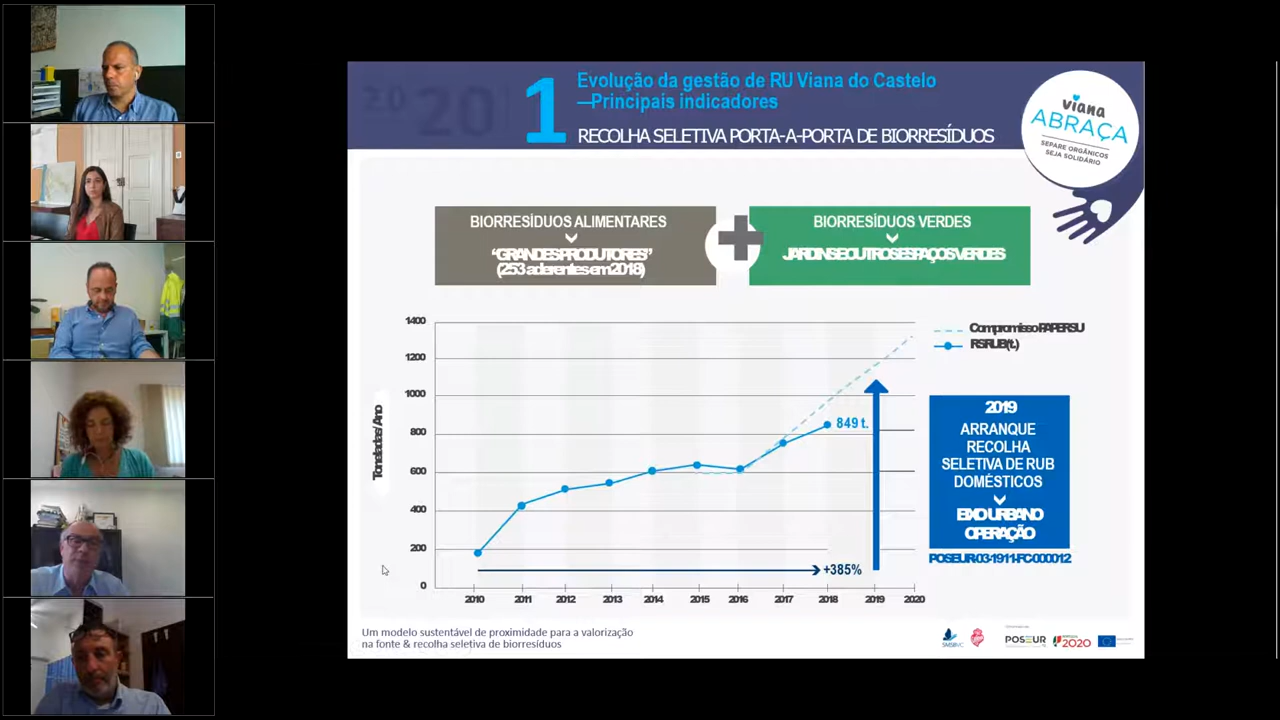 2020
1
Evolução da gestão de RU Viana do Castelo
—Principais indicadores
RECOLHA SELETIVA PORTA-A-PORTA DE BIORRESÍDUOS
viana
ABRAÇA
SEPARE ORGÂNICOS
SEJA SOLIDÁRIO
BIORRESÍDUOS ALIMENTARES
“GRANDES PRODUTORES”
(253 aderentes em 2018)
BIORRESÍDUOS VERDES
JARDINS E OUTROS ESPAÇOS VERDES
Compromisso PAPERSU
RSRUB(t.)
Toneladas/Ano
1400
1200
1000
800
600
400
200
0
849 t.
+385%
2010 2011 2012 2013 2014 2015 2016 2017 2018 2019 2020
2019
ARRANQUE
RECOLHA
SELETIVA DE RUB
DOMÉSTICOS
EIXO URBANO
OPERAÇÃO
POSEUR-03-1911-FC-000012
Um modelo sustentável de proximidade para a valorização
na fonte & recolha seletiva de biorresíduos
SMSBVC
POSEUR
2020